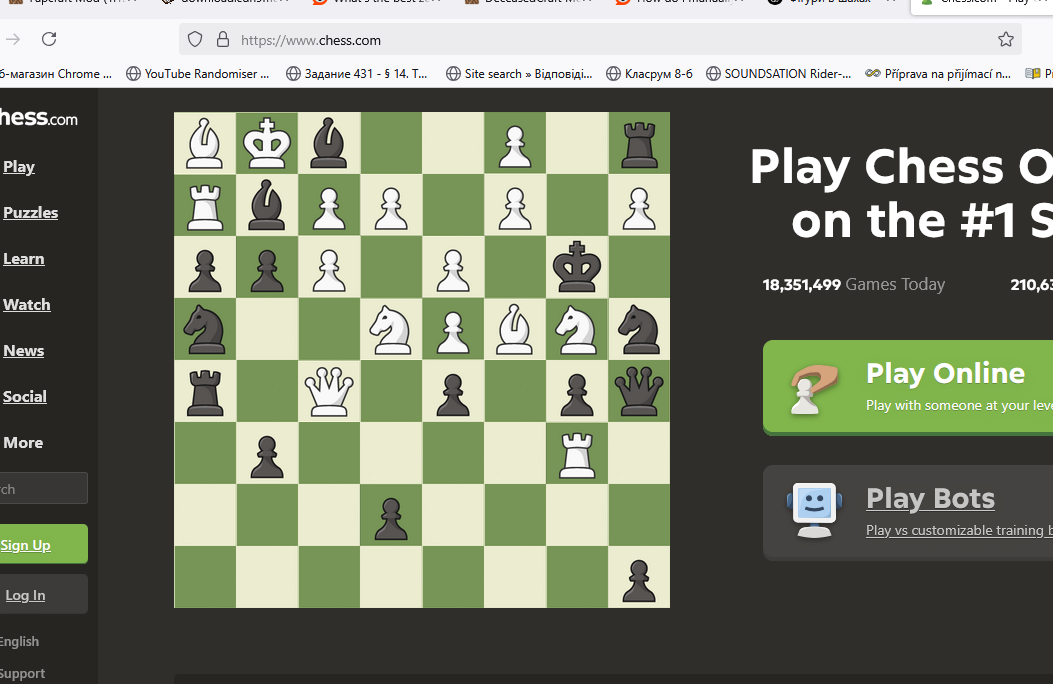 https://www.chess.com
YouTube Randomiser ...
Задание 431 - § 14. Т...
Site search » Відповіді...
Класрум 8-б
SOUNDSATION Rider-...
Příprava na přijímací n...
б-магазин Chrome ...
hess.com
Play
Puzzles
Learn
Watch
News
Social
More
ch
Sign Up
Log In
English
Support
Play Chess O
on the #1 S
18,351,499 Games Today
210,63
Play Online
Play with someone at your leve
Play Bots
Play vs customizable training b